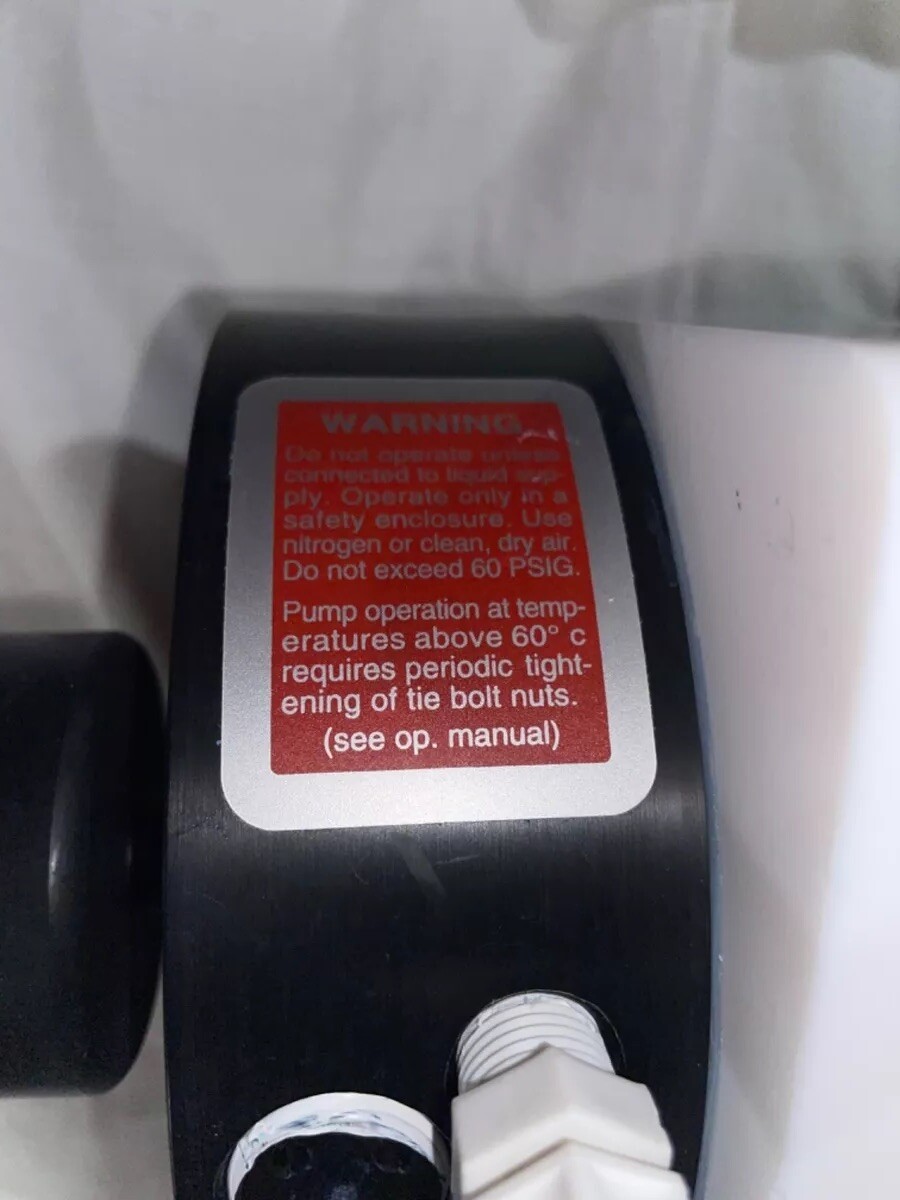 WARNING
Do not operate unless
connected to liquid sup-
ply. Operate only in a
safety enclosure. Use
nitrogen or clean, dry air.
Do not exceed 60 PSIG.
Pump operation at temp-
eratures above 60° c
requires periodic tight-
ening of tie bolt nuts.
(see op. manual)